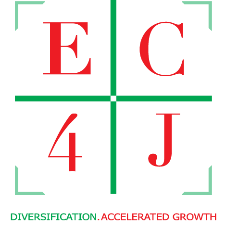 E C
4 J
DIVERSIFICATION. ACCELERATED GROWTH